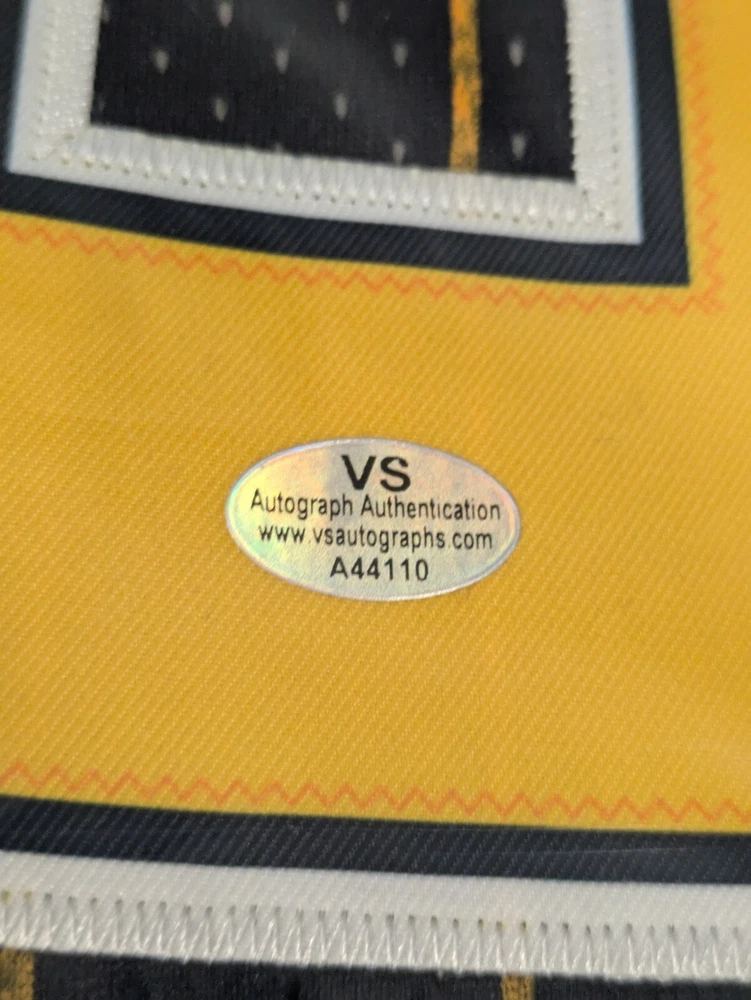 VS
Autograph Authentication
www.vsautographs.com
A44110